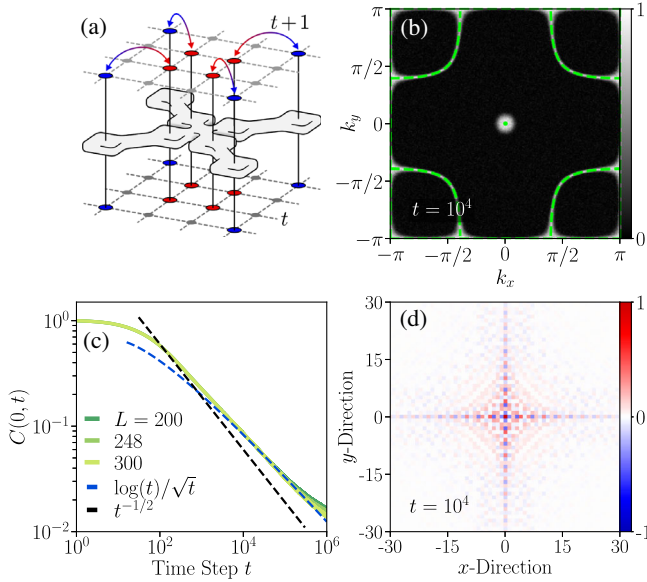 (a)
t+1
t
(b)
π
π/2
0
−π/2
−π
k_y
t = 10^4
−π
−π/2
0
π/2
π
k_x
1
0
(c)
10^0
10^{-1}
10^{-2}
C(0, t)
L = 200
248
300
log(t)/√t
t^{-1/2}
10^0
10^2
10^4
10^6
Time Step t
(d)
30
15
0
-15
-30
y-Direction
t = 10^4
-30
-15
0
15
30
x-Direction
1
0
-1